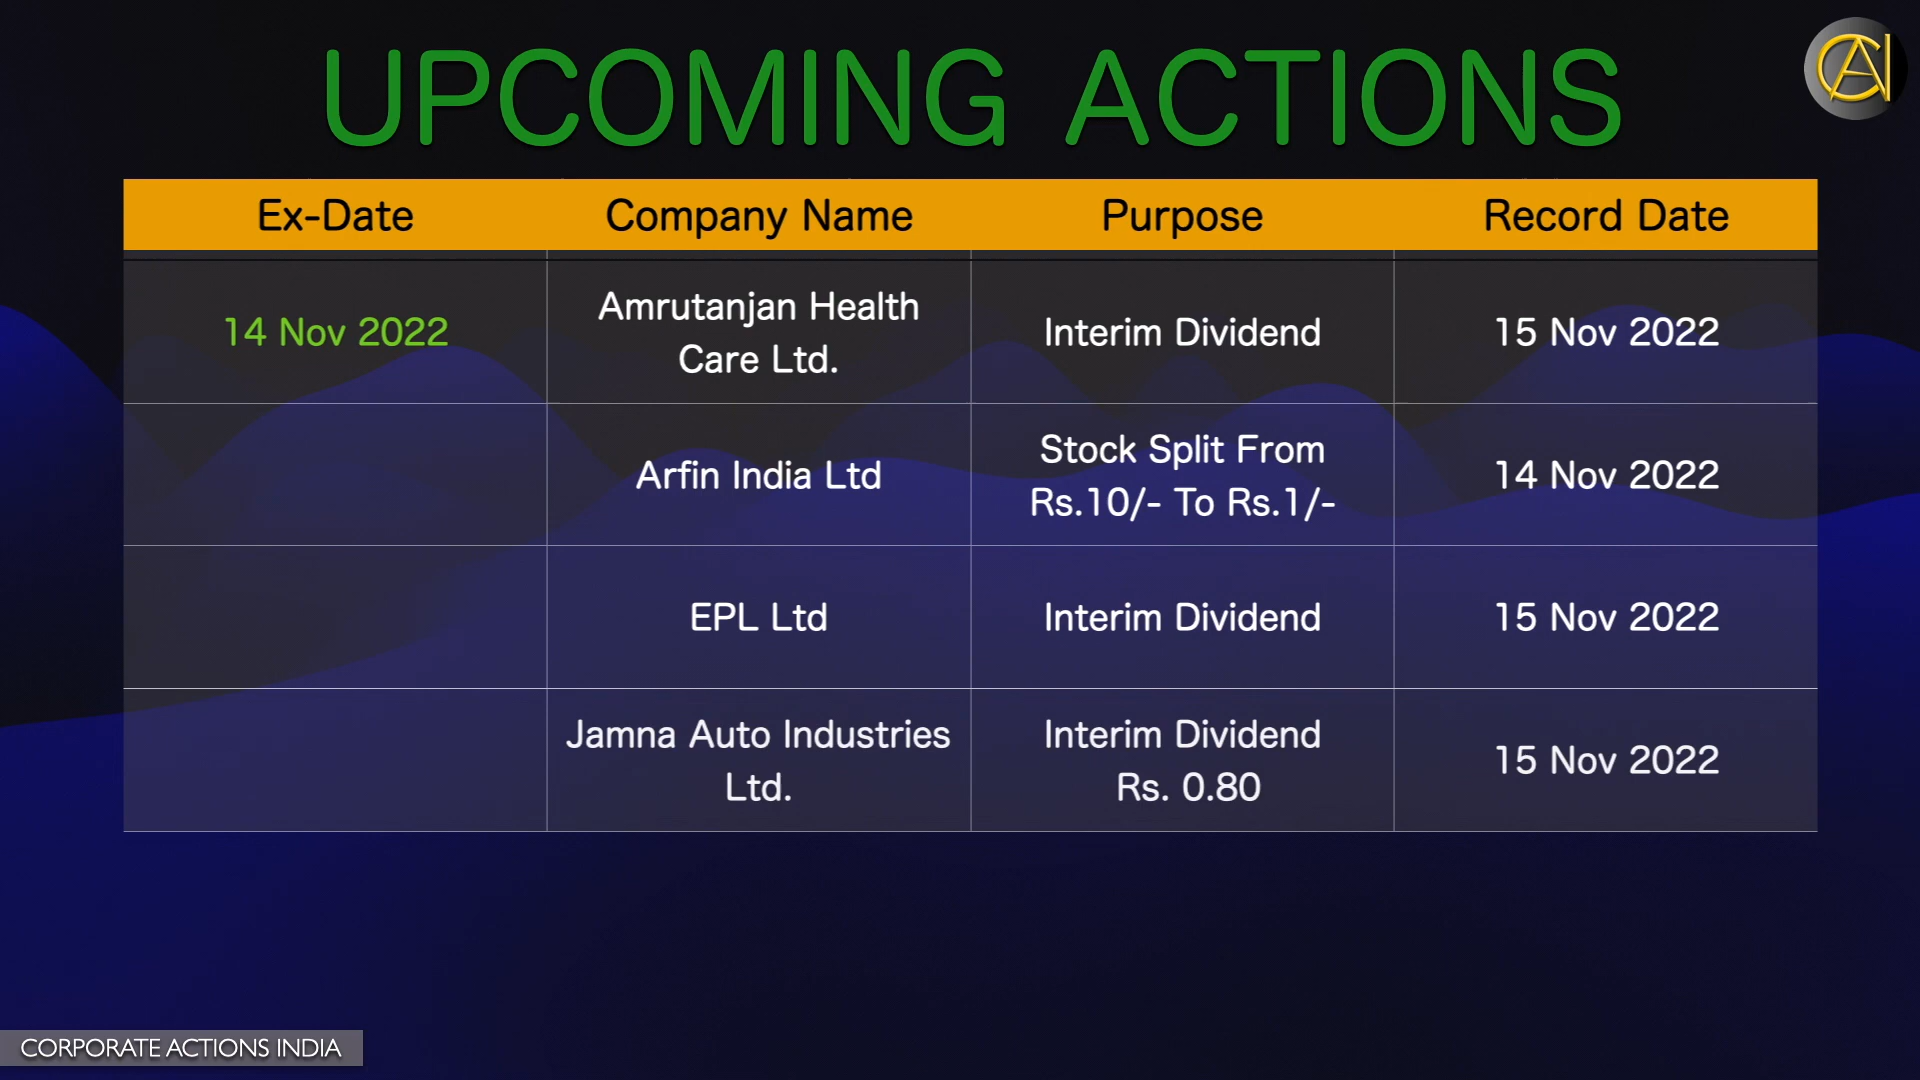 UPCOMING ACTIONS
CAI
Ex-Date Company Name Purpose Record Date
14 Nov 2022 Amrutanjan Health Care Ltd. Interim Dividend 15 Nov 2022
Arfin India Ltd Stock Split From Rs.10/- To Rs.1/- 14 Nov 2022
EPL Ltd Interim Dividend 15 Nov 2022
Jamna Auto Industries Ltd. Interim Dividend Rs. 0.80 15 Nov 2022
CORPORATE ACTIONS INDIA